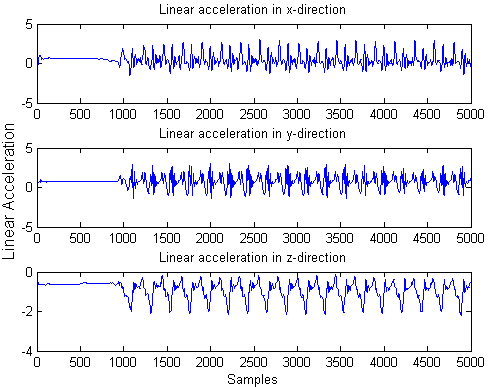 Linear acceleration in x-direction
5
0
-5
0 500 1000 1500 2000 2500 3000 3500 4000 4500 5000
Linear acceleration in y-direction
5
0
-5
0 500 1000 1500 2000 2500 3000 3500 4000 4500 5000
Linear Acceleration
Linear acceleration in z-direction
0
-2
-4
0 500 1000 1500 2000 2500 3000 3500 4000 4500 5000
Samples